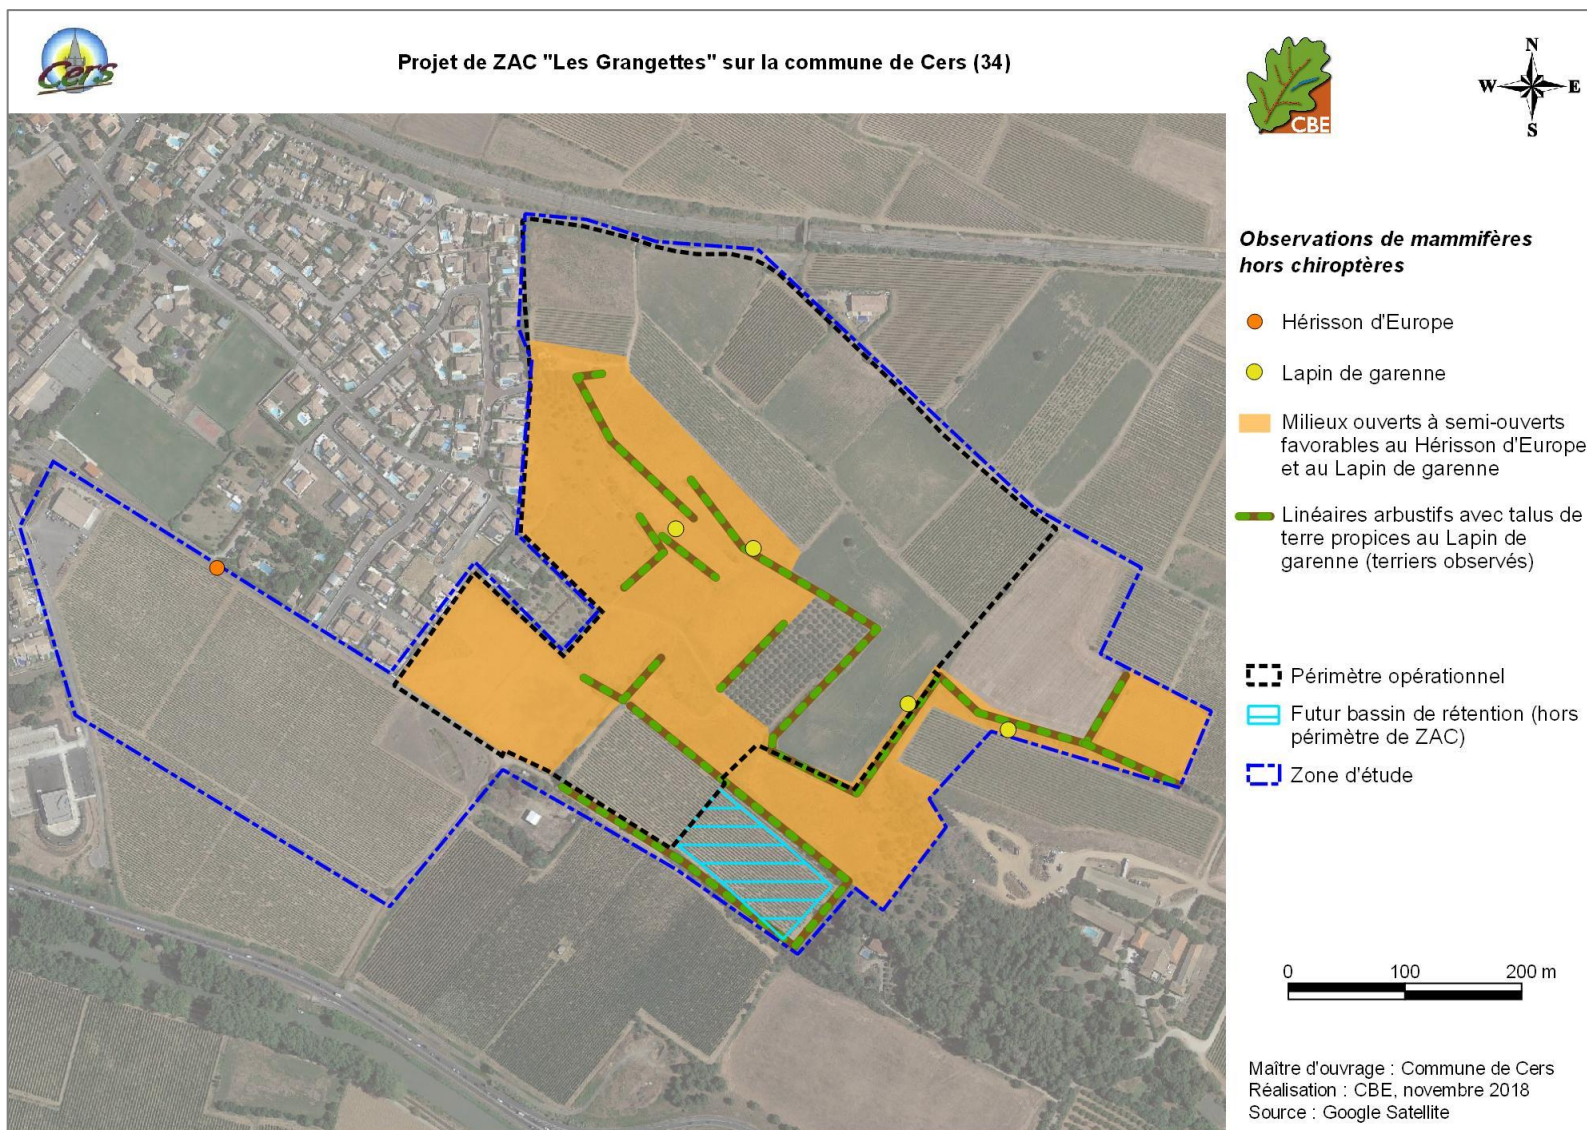 Cers
Projet de ZAC "Les Grangettes" sur la commune de Cers (34)
CBE
N
W
E
S
Observations de mammifères
hors chiroptères
Hérisson d'Europe
Lapin de garenne
Milieux ouverts à semi-ouverts
favorables au Hérisson d'Europe
et au Lapin de garenne
Linéaires arbustifs avec talus de
terre propices au Lapin de
garenne (terriers observés)
Périmètre opérationnel
Futur bassin de rétention (hors
périmètre de ZAC)
Zone d'étude
0 100 200 m
Maître d'ouvrage : Commune de Cers
Réalisation : CBE, novembre 2018
Source : Google Satellite